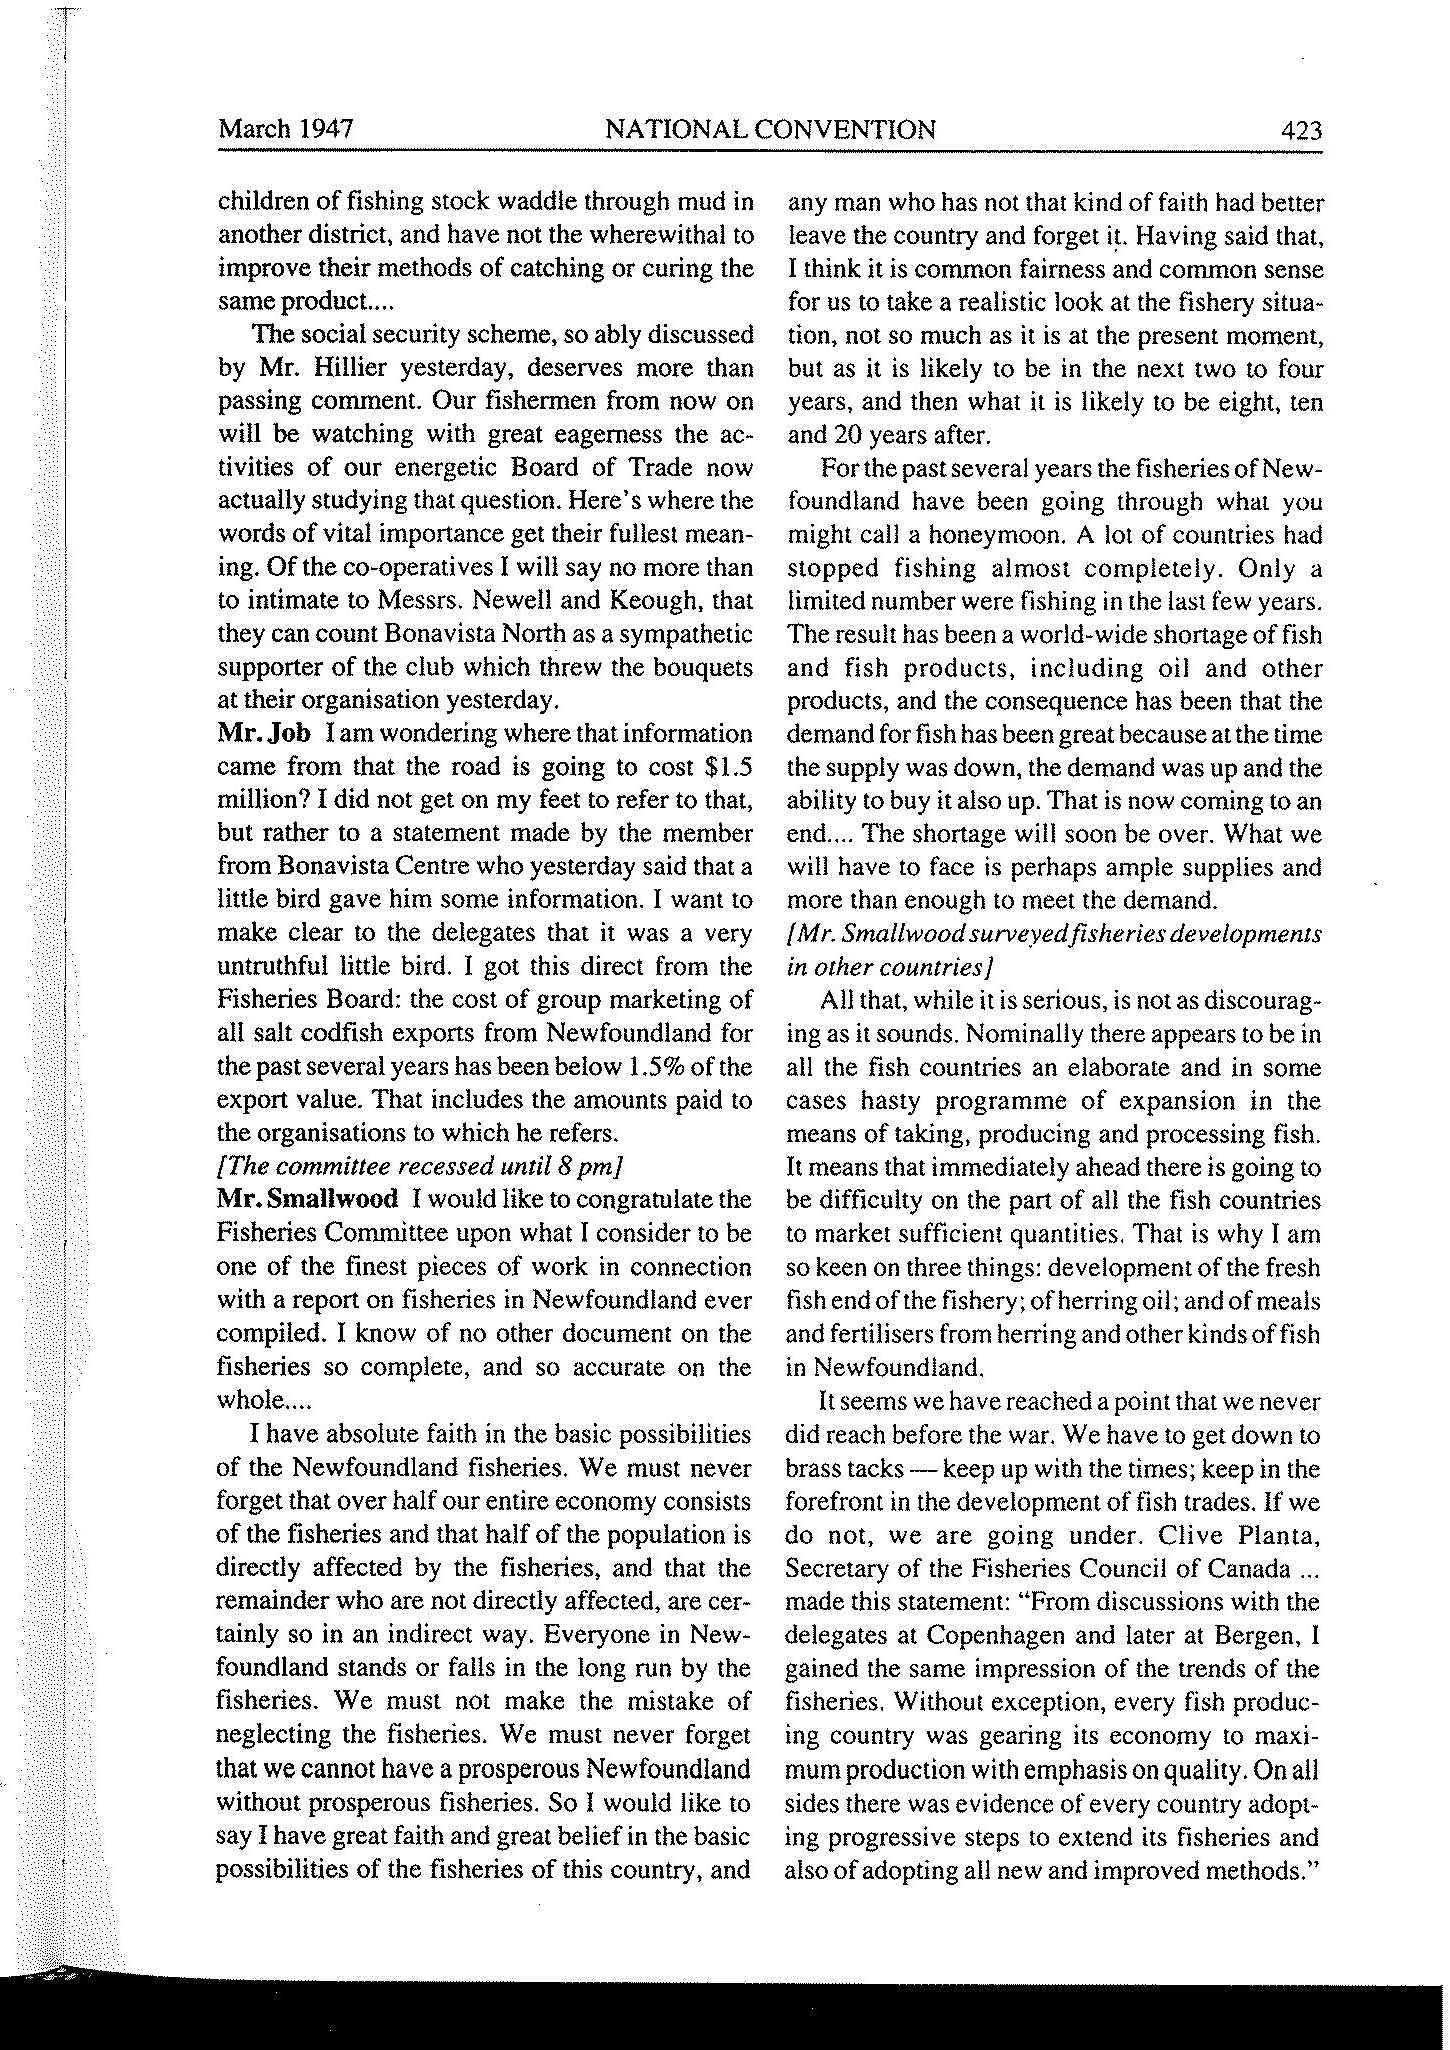 March 1947 NATIONAL CONVENTION 423
children of fishing stock waddle through mud in
another district, and have not the wherewithal to
improve their methods of catching or curing the
same product....
The social security scheme, so ably discussed
by Mr. Hillier yesterday, deserves more than
passing comment. Our fishermen from now on
will be watching with great eagerness the ac-
tivities of our energetic Board of Trade now
actually studying that question. Here's where the
words of vital importance get their fullest mean-
ing. Of the co-operatives I will say no more than
to intimate to Messrs. Newell and Keough, that
they can count Bonavista North as a sympathetic
supporter of the club which threw the bouquets
at their organisation yesterday.
Mr. Job I am wondering where that information
came from that the road is going to cost $1.5
million? I did not get on my feet to refer to that,
but rather to a statement made by the member
from Bonavista Centre who yesterday said that a
little bird gave him some information. I want to
make clear to the delegates that it was a very
untruthful little bird. I got this direct from the
Fisheries Board: the cost of group marketing of
all salt codfish exports from Newfoundland for
the past several years has been below 1.5% of the
export value. That includes the amounts paid to
the organisations to which he refers.
[The committee recessed until 8 pm]
Mr. Smallwood I would like to congratulate the
Fisheries Committee upon what I consider to be
one of the finest pieces of work in connection
with a report on fisheries in Newfoundland ever
compiled. I know of no other document on the
fisheries so complete, and so accurate on the
whole....
I have absolute faith in the basic possibilities
of the Newfoundland fisheries. We must never
forget that over half our entire economy consists
of the fisheries and that half of the population is
directly affected by the fisheries, and that the
remainder who are not directly affected, are cer-
tainly so in an indirect way. Everyone in New-
foundland stands or falls in the long run by the
fisheries. We must not make the mistake of
neglecting the fisheries. We must never forget
that we cannot have a prosperous Newfoundland
without prosperous fisheries. So I would like to
say I have great faith and great belief in the basic
possibilities of the fisheries of this country, and
any man who has not that kind of faith had better
leave the country and forget it. Having said that,
I think it is common fairness and common sense
for us to take a realistic look at the fishery situa-
tion, not so much as it is at the present moment,
but as it is likely to be in the next two to four
years, and then what it is likely to be eight, ten
and 20 years after.
For the past several years the fisheries of New-
foundland have been going through what you
might call a honeymoon. A lot of countries had
stopped fishing almost completely. Only a
limited number were fishing in the last few years.
The result has been a world-wide shortage of fish
and fish products, including oil and other
products, and the consequence has been that the
demand for fish has been great because at the time
the supply was down, the demand was up and the
ability to buy it also up. That is now coming to an
end.... The shortage will soon be over. What we
will have to face is perhaps ample supplies and
more than enough to meet the demand.
[Mr. Smallwood surveyed fisheries developments
in other countries]
All that, while it is serious, is not as discourag-
ing as it sounds. Nominally there appears to be in
all the fish countries an elaborate and in some
cases hasty programme of expansion in the
means of taking, producing and processing fish.
It means that immediately ahead there is going to
be difficulty on the part of all the fish countries
to market sufficient quantities. That is why I am
so keen on three things: development of the fresh
fish end of the fishery; of herring oil; and of meals
and fertilisers from herring and other kinds of fish
in Newfoundland.
It seems we have reached a point that we never
did reach before the war. We have to get down to
brass tacks — keep up with the times; keep in the
forefront in the development of fish trades. If we
do not, we are going under. Clive Planta,
Secretary of the Fisheries Council of Canada ...
made this statement: "From discussions with the
delegates at Copenhagen and later at Bergen, I
gained the same impression of the trends of the
fisheries. Without exception, every fish produc-
ing country was gearing its economy to maxi-
mum production with emphasis on quality. On all
sides there was evidence of every country adopt-
ing progressive steps to extend its fisheries and
also of adopting all new and improved methods."